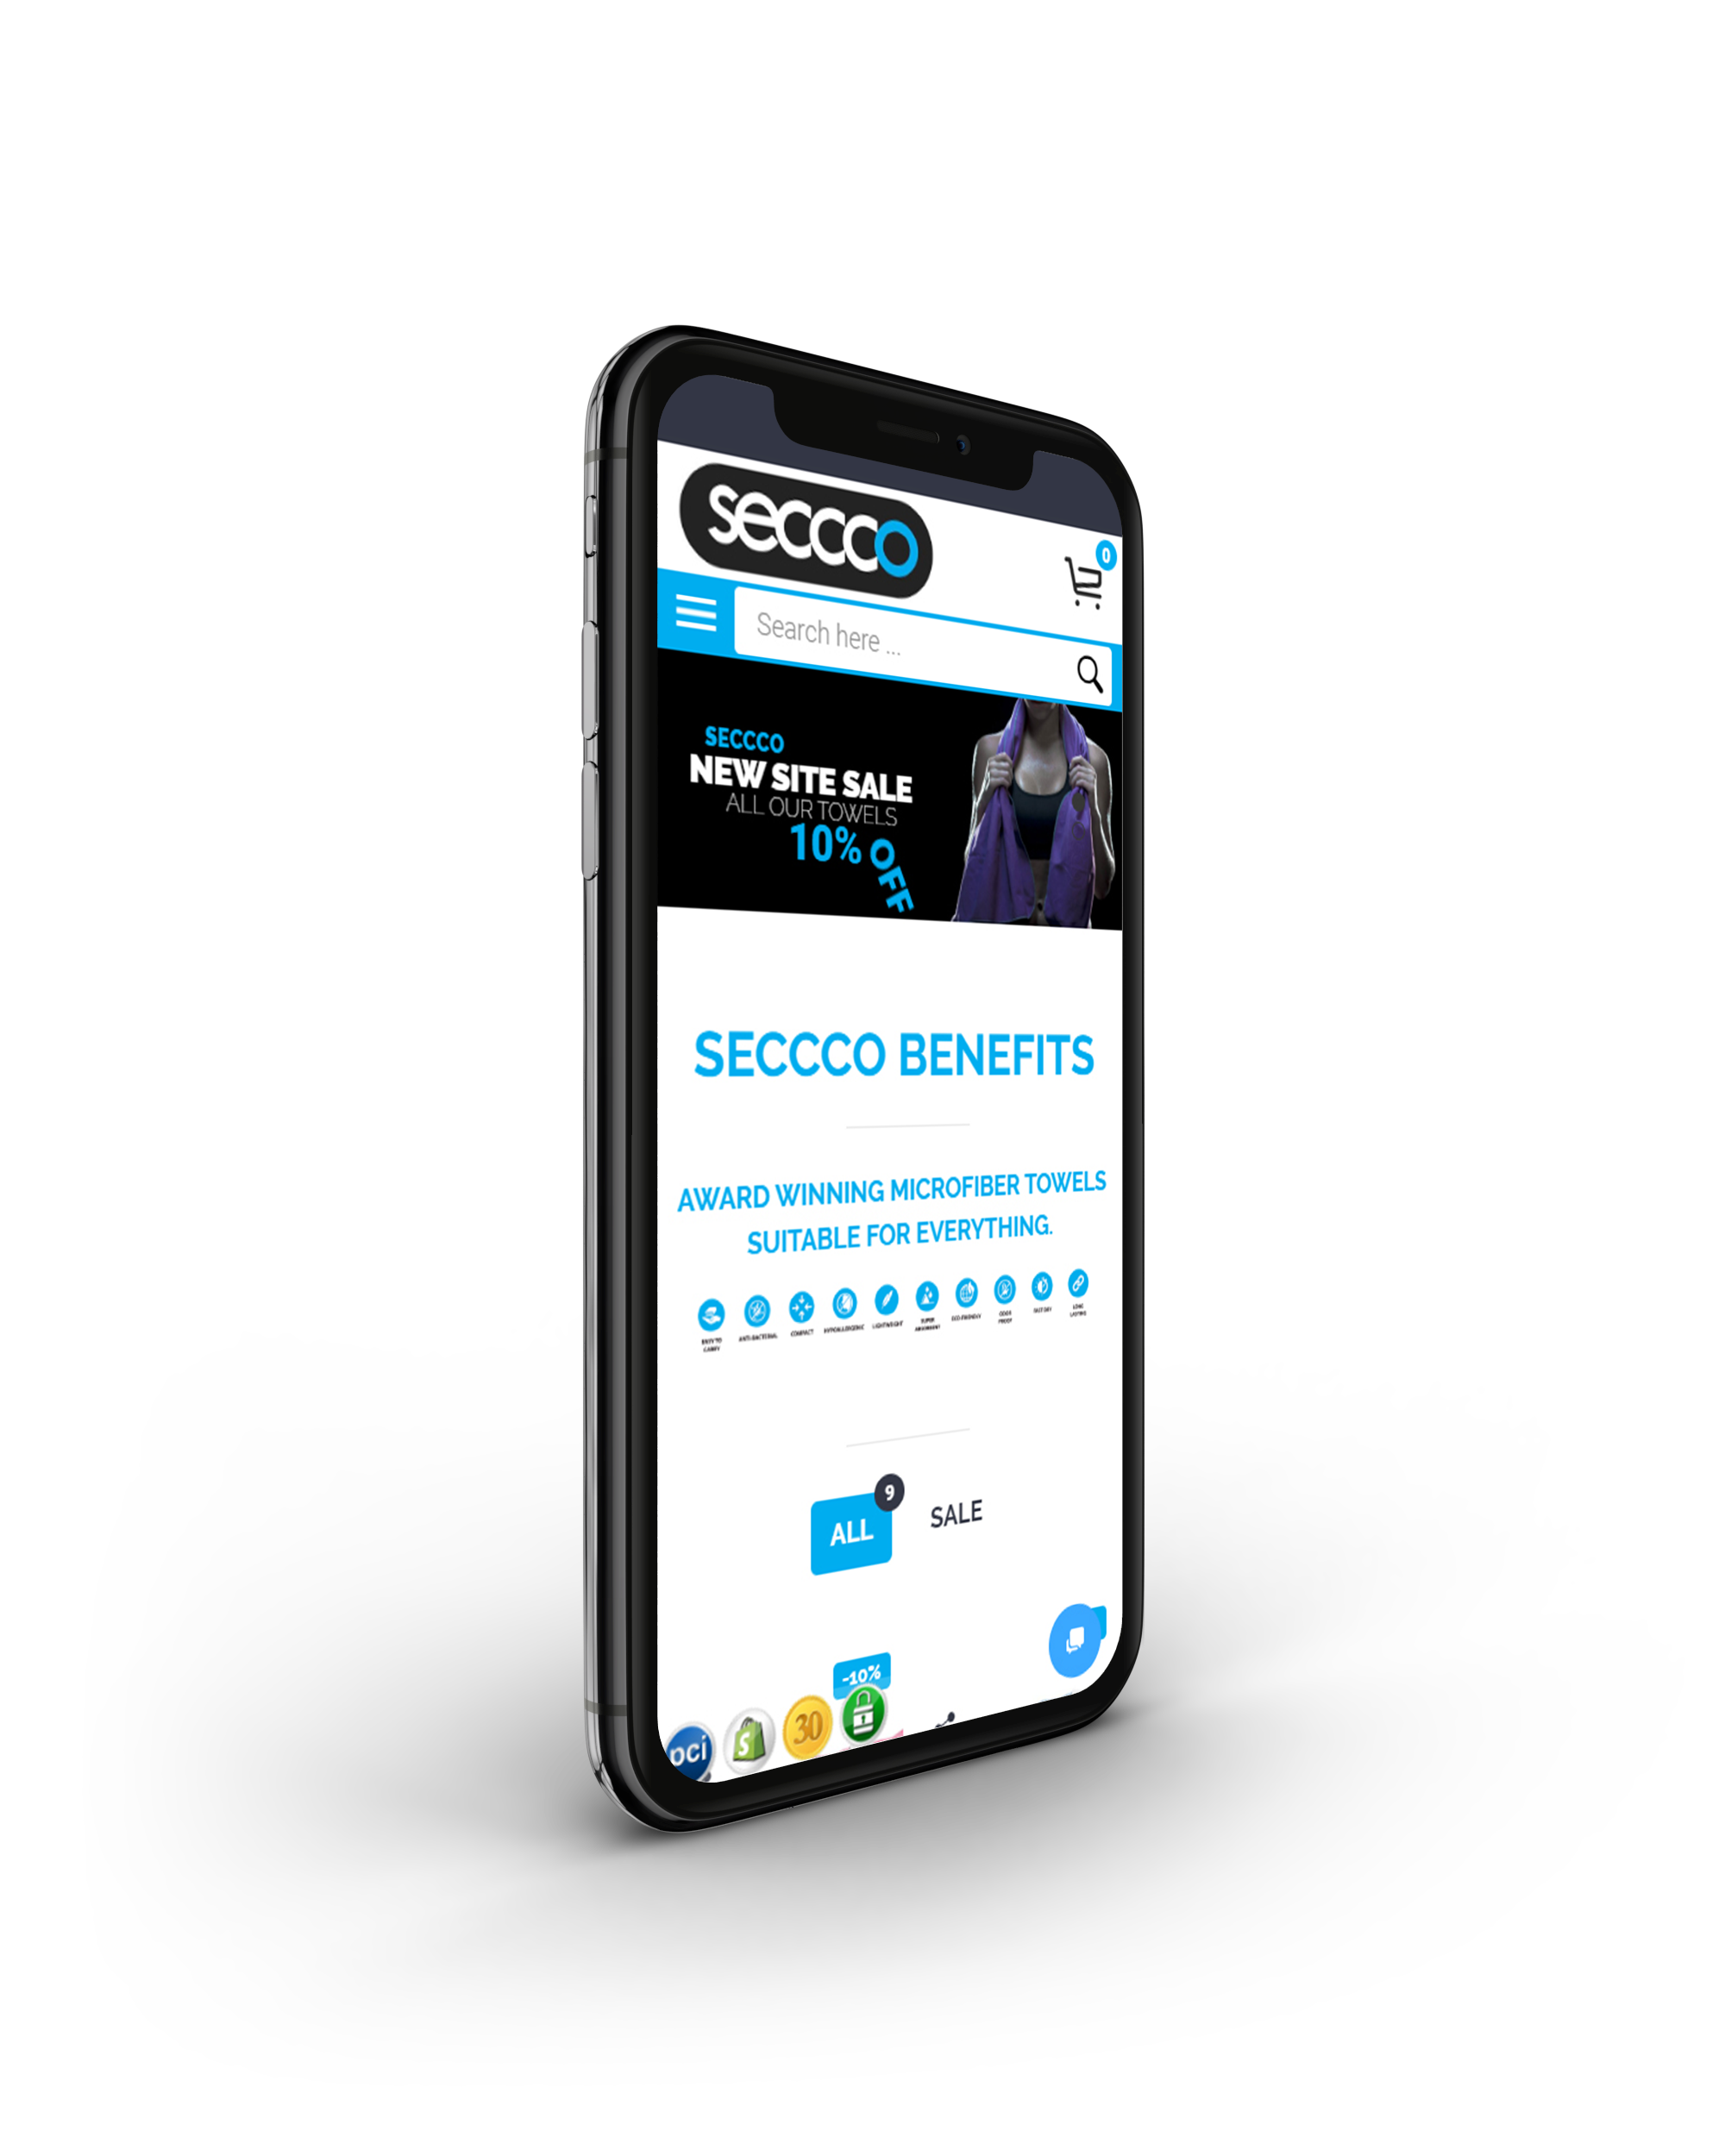 seccco
0
Search here ...
SECCCO
NEW SITE SALE
ALL OUR TOWELS
10% OFF
SECCCO BENEFITS
AWARD WINNING MICROFIBER TOWELS
SUITABLE FOR EVERYTHING.
EASY TO CARRY
ANTI-BACTERIAL
COMPACT
HYPOALLERGENIC
LIGHTWEIGHT
SUPER ABSORBENT
ECO-FRIENDLY
ODOR PROOF
FAST DRY
LONG LASTING
9
ALL
SALE
-10%
pci
S
30